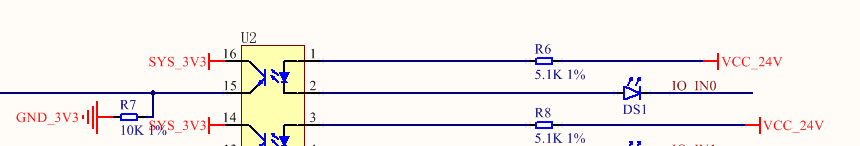 U2
SYS_3V3 16 1 R6 VCC_24V
5.1K 1%
15 2 IO_IN0
DS1
R7
GND_3V3 10K 1%
SYS_3V3 14 3 R8 VCC_24V
5.1K 1%